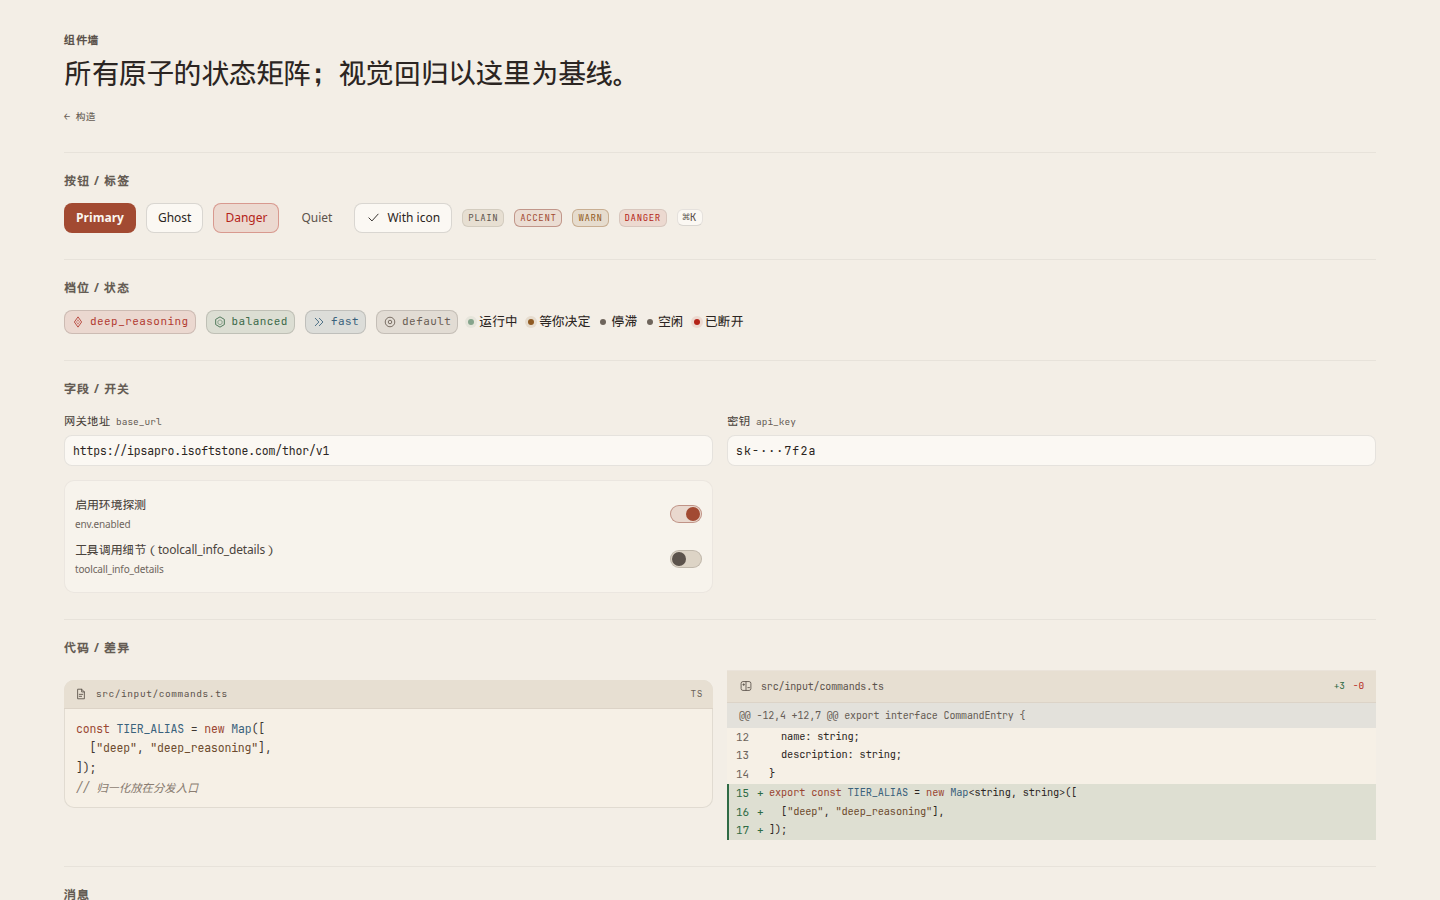 组件墙
所有原子的状态矩阵；视觉回归以这里为基线。
← 构造
按钮 / 标签
Primary Ghost Danger Quiet With icon PLAIN ACCENT WARN DANGER ⌘K
档位 / 状态
deep_reasoning balanced fast default 运行中 等你决定 停滞 空闲 已断开
字段 / 开关
网关地址 base_url
https://ipsapro.isoftstone.com/thor/v1
密钥 api_key
sk-···7f2a
启用环境探测
env.enabled
工具调用细节（toolcall_info_details）
toolcall_info_details
代码 / 差异
src/input/commands.ts TS
const TIER_ALIAS = new Map([
["deep", "deep_reasoning"],
]);
// 归一化放在分发入口
src/input/commands.ts +3 -0
@@ -12,4 +12,7 @@ export interface CommandEntry {
12 name: string;
13 description: string;
14 }
15 + export const TIER_ALIAS = new Map<string, string>([
16 + ["deep", "deep_reasoning"],
17 + ]);
消息